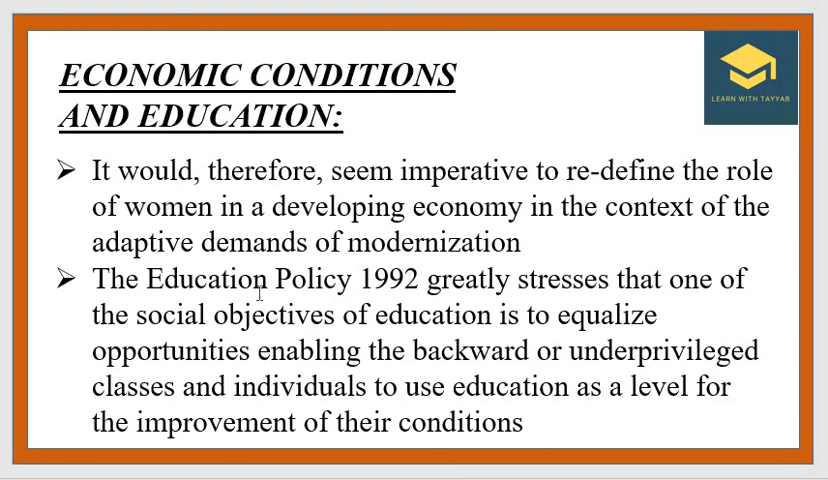 ECONOMIC CONDITIONS
AND EDUCATION:
LEARN WITH TAYYAB
➢ It would, therefore, seem imperative to re-define the role
of women in a developing economy in the context of the
adaptive demands of modernization
➢ The Education Policy 1992 greatly stresses that one of
the social objectives of education is to equalize
opportunities enabling the backward or underprivileged
classes and individuals to use education as a level for
the improvement of their conditions